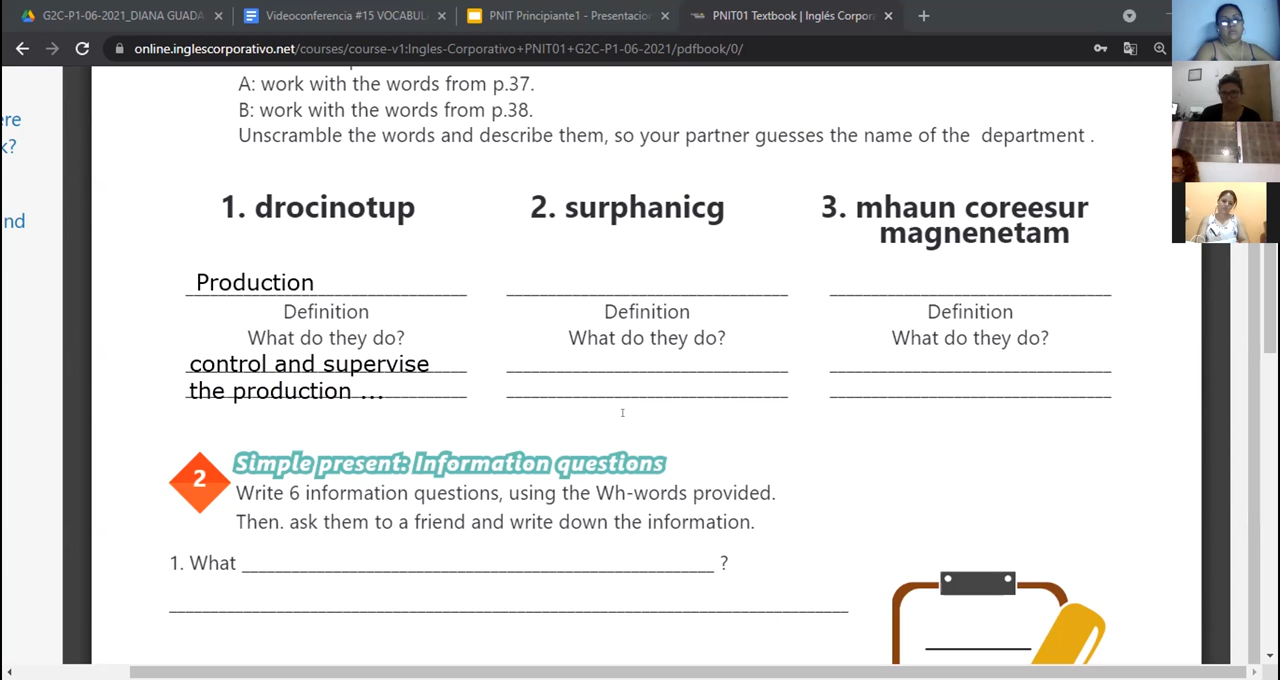 G2C-P1-06-2021_DIANA GUADA
Videoconferencia #15 VOCABUL
PNIT Principiante1 - Presentacion
PNIT01 Textbook | Inglés Corpor
online.inglescorporativo.net/courses/course-v1:Ingles-Corporativo+PNIT01+G2C-P1-06-2021/pdfbook/0/
ere
k?
nd
A: work with the words from p.37.
B: work with the words from p.38.
Unscramble the words and describe them, so your partner guesses the name of the department .
1. drocinotup 2. surphanicg 3. mhaun coreesur
magnenetam
Production
Definition Definition Definition
What do they do? What do they do? What do they do?
control and supervise
the production ...
2 Simple present: Information questions
Write 6 information questions, using the Wh-words provided.
Then. ask them to a friend and write down the information.
1. What ?